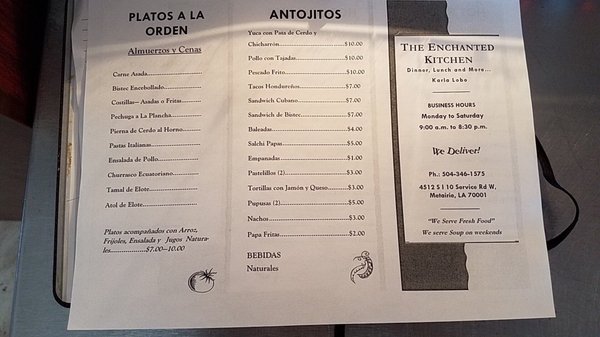 PLATOS A LA
ORDEN
Almuerzos y Cenas
Carne Asada
Bistec Encebollado
Costillas— Asadas o Fritas
Pechuga a La Plancha
Pierna de Cerdo al Horno
Pastas Italianas
Ensalada de Pollo
Churrasco Ecuatoriano
Tamal de Elote
Atol de Elote
Platos acompañados con Arroz,
Frijoles, Ensalada y Jugos Natura-
les....................$7.00—10.00
ANTOJITOS
Yuca con Pata de Cerdo y
Chicharrón $10.00
Pollo con Tajadas $10.00
Pescado Frito $10.00
Tacos Hondureños $7.00
Sandwich Cubano $7.00
Sandwich de Bistec $7.00
Baleadas $4.00
Salchi Papas $5.00
Empanadas $1.00
Pastelillos (2) $3.00
Tortillas con Jamón y Queso $3.00
Pupusas (2) $5.00
Nachos $3.00
Papa Fritas $2.00
BEBIDAS
Naturales
THE ENCHANTED
KITCHEN
Dinner, Lunch and More...
Karla Lobo
BUSINESS HOURS
Monday to Saturday
9:00 a.m. to 8:30 p.m.
We Deliver!
Ph.: 504-346-1575
4512 S I 10 Service Rd W,
Metairie, LA 70001
"We Serve Fresh Food"
We serve Soup on weekends